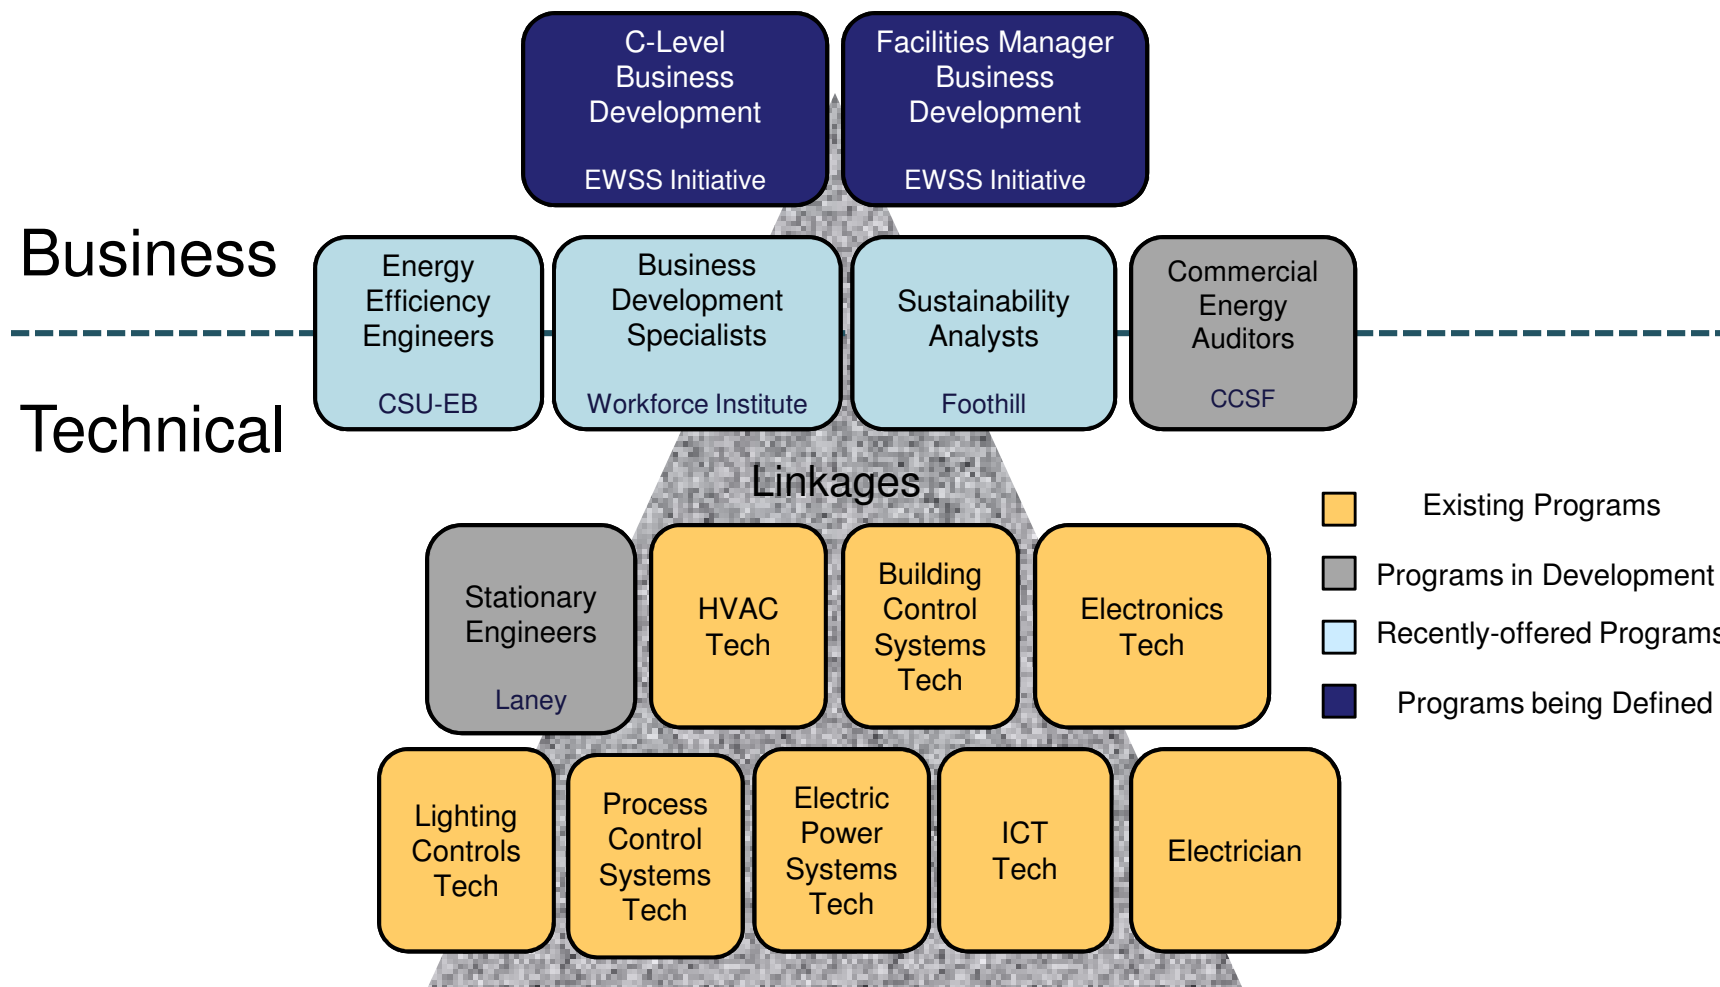 C-Level
Business
Development
EWSS Initiative
Facilities Manager
Business
Development
EWSS Initiative
Business
Technical
Energy
Efficiency
Engineers
CSU-EB
Business
Development
Specialists
Workforce Institute
Sustainability
Analysts
Foothill
Commercial
Energy
Auditors
CCSF
Linkages
Stationary
Engineers
Laney
HVAC
Tech
Building
Control
Systems
Tech
Electronics
Tech
Existing Programs
Programs in Development
Recently-offered Programs
Programs being Defined
Lighting
Controls
Tech
Process
Control
Systems
Tech
Electric
Power
Systems
Tech
ICT
Tech
Electrician